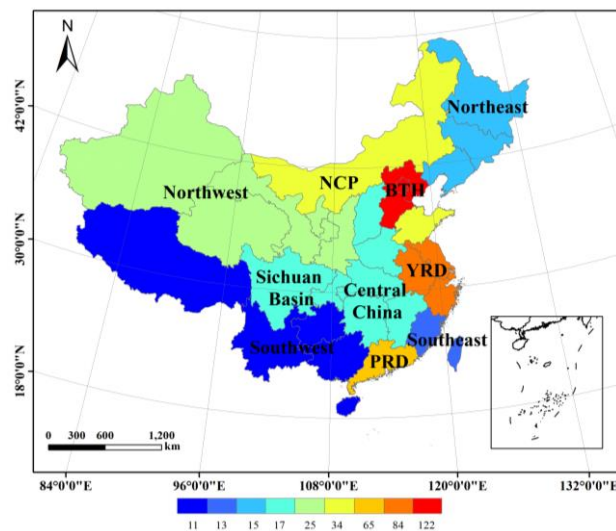 N
42°0'0"N
30°0'0"N
18°0'0"N
Northeast
Northwest
NCP
BTH
Sichuan
Basin
Central
China
YRD
Southwest
Southeast
PRD
0 300 600 1,200
km
84°0'0"E 96°0'0"E 108°0'0"E 120°0'0"E 132°0'0"E
11 13 15 17 25 34 65 84 122